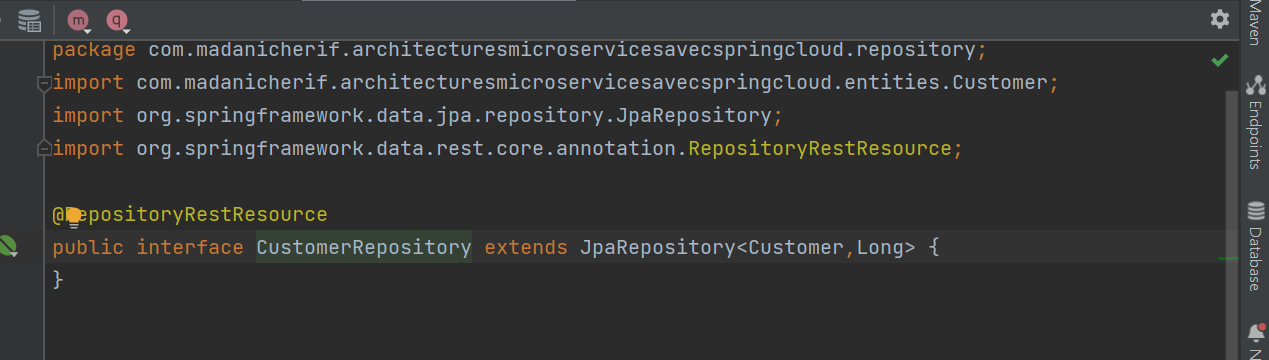 m
q
package com.madanicherif.architecturesmicroservicesavecspringcloud.repository;
import com.madanicherif.architecturesmicroservicesavecspringcloud.entities.Customer;
import org.springframework.data.jpa.repository.JpaRepository;
import org.springframework.data.rest.core.annotation.RepositoryRestResource;
@RepositoryRestResource
public interface CustomerRepository extends JpaRepository<Customer,Long> {
}
Maven
Endpoints
Database